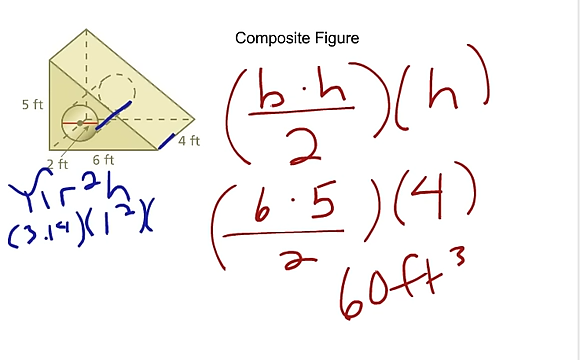 Composite Figure
5 ft
4 ft
2 ft
6 ft
(b·h/2)(h)
(6·5/2)(4)
60ft³
πr²h
(3.14)(1²)(